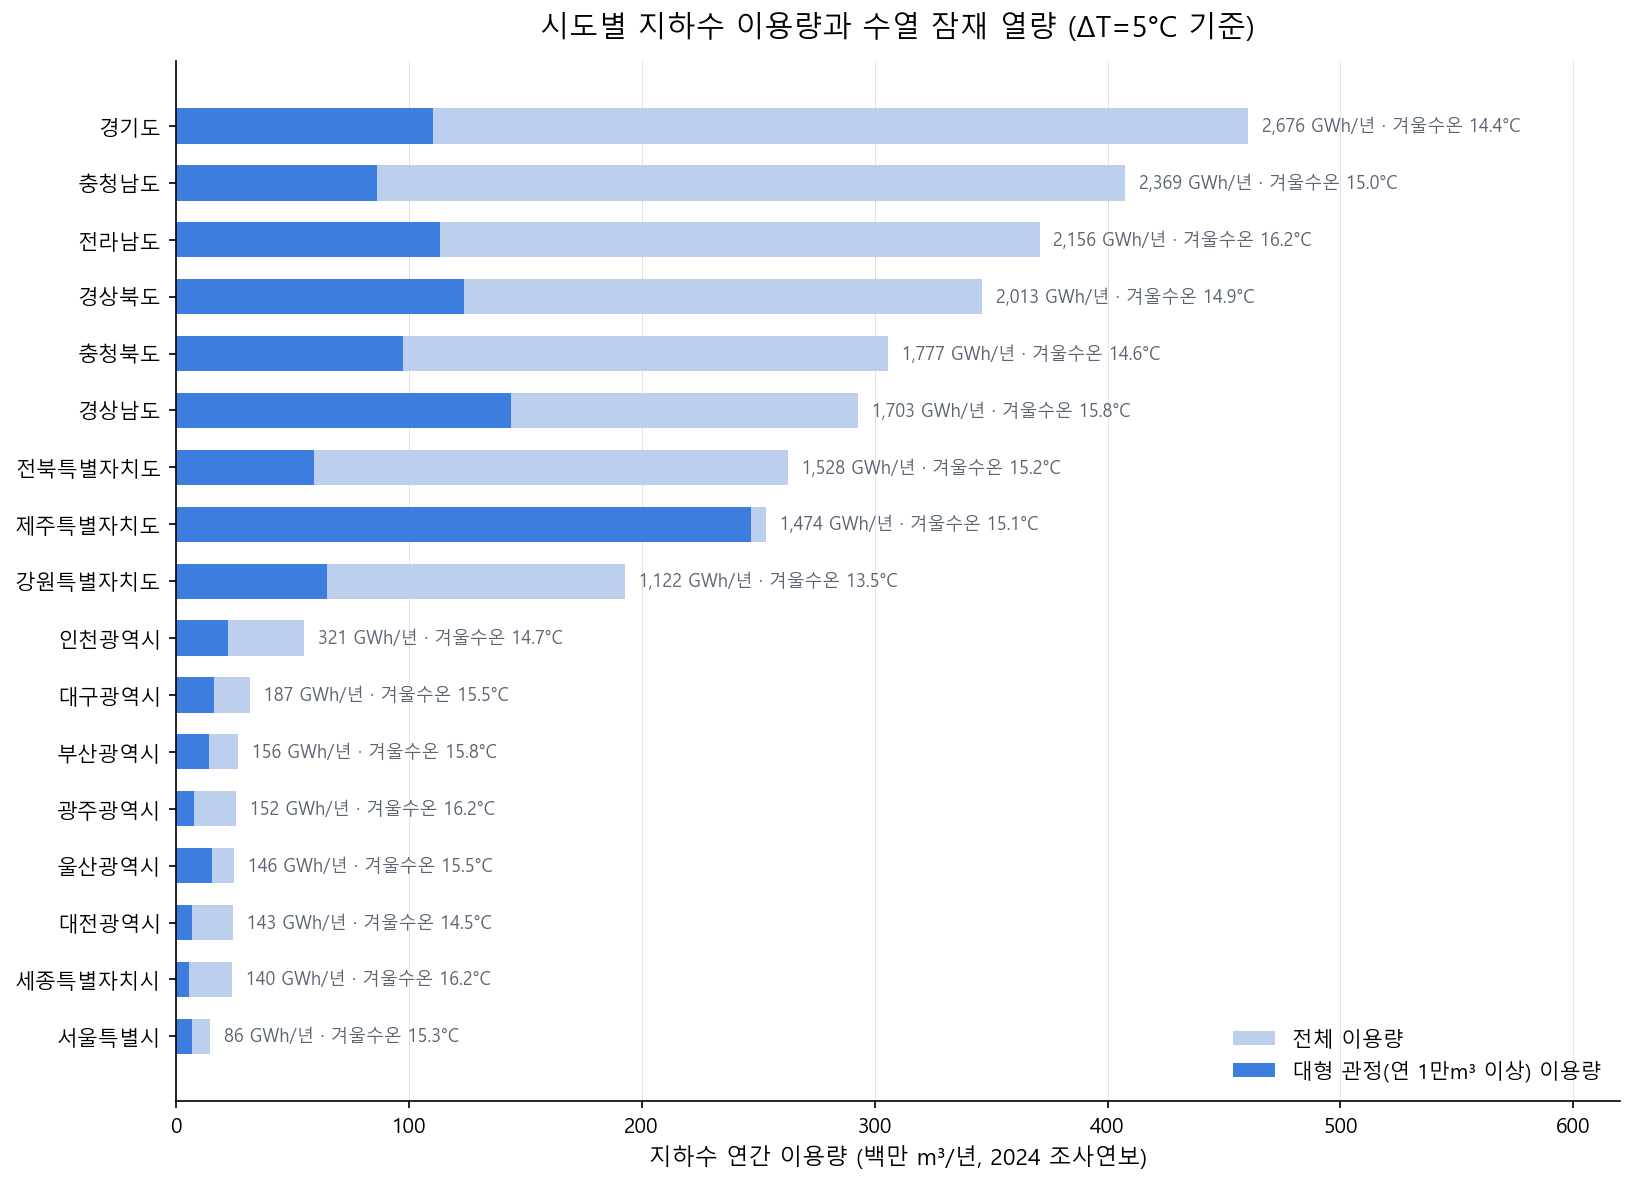 시도별 지하수 이용량과 수열 잠재 열량 (ΔT=5°C 기준)
경기도 2,676 GWh/년 · 겨울수온 14.4°C
충청남도 2,369 GWh/년 · 겨울수온 15.0°C
전라남도 2,156 GWh/년 · 겨울수온 16.2°C
경상북도 2,013 GWh/년 · 겨울수온 14.9°C
충청북도 1,777 GWh/년 · 겨울수온 14.6°C
경상남도 1,703 GWh/년 · 겨울수온 15.8°C
전북특별자치도 1,528 GWh/년 · 겨울수온 15.2°C
제주특별자치도 1,474 GWh/년 · 겨울수온 15.1°C
강원특별자치도 1,122 GWh/년 · 겨울수온 13.5°C
인천광역시 321 GWh/년 · 겨울수온 14.7°C
대구광역시 187 GWh/년 · 겨울수온 15.5°C
부산광역시 156 GWh/년 · 겨울수온 15.8°C
광주광역시 152 GWh/년 · 겨울수온 16.2°C
울산광역시 146 GWh/년 · 겨울수온 15.5°C
대전광역시 143 GWh/년 · 겨울수온 14.5°C
세종특별자치시 140 GWh/년 · 겨울수온 16.2°C
서울특별시 86 GWh/년 · 겨울수온 15.3°C
전체 이용량
대형 관정(연 1만m³ 이상) 이용량
0 100 200 300 400 500 600
지하수 연간 이용량 (백만 m³/년, 2024 조사연보)